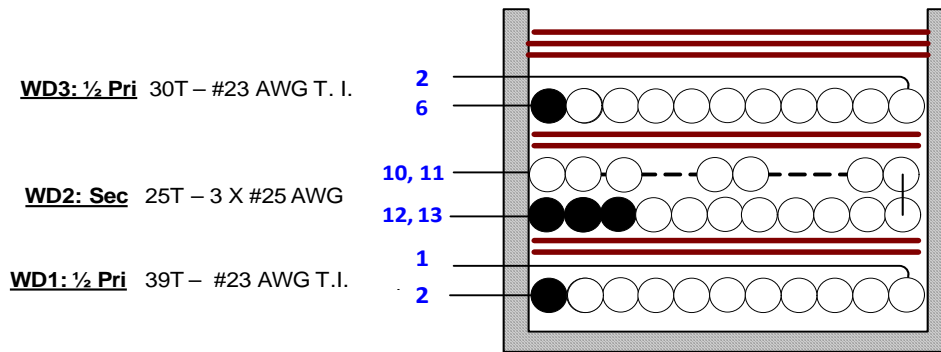 WD3: ½ Pri 30T – #23 AWG T. I.
2
6
WD2: Sec 25T – 3 X #25 AWG
10, 11
12, 13
WD1: ½ Pri 39T – #23 AWG T.I.
1
2